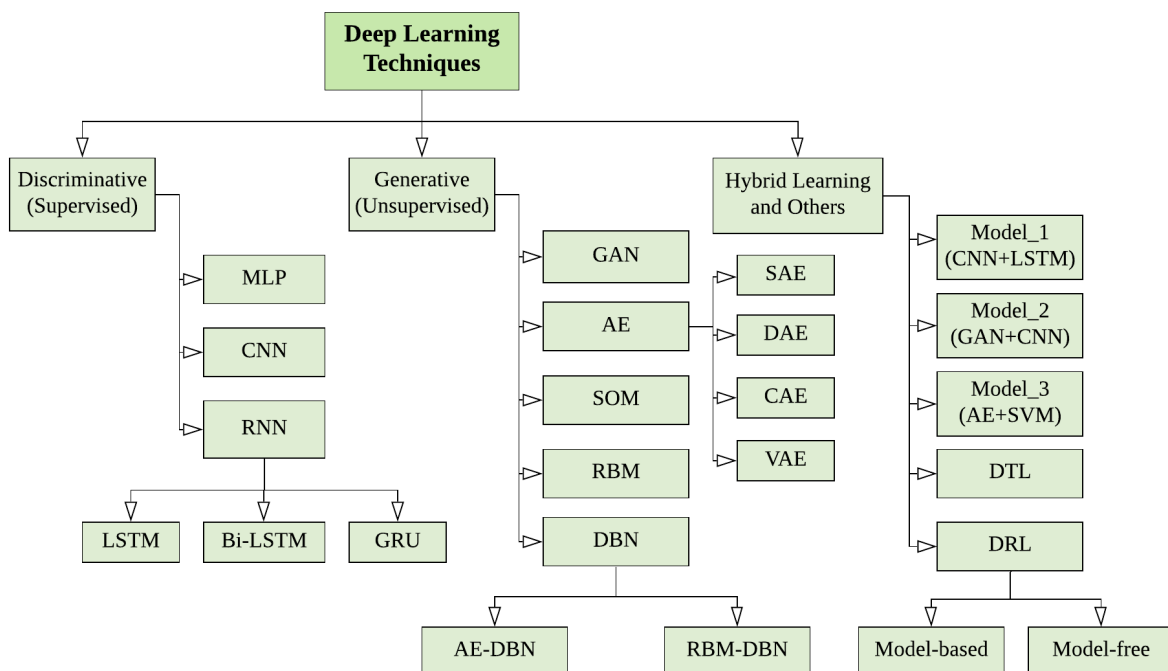 Deep Learning
Techniques
Discriminative
(Supervised)
Generative
(Unsupervised)
Hybrid Learning
and Others
MLP
CNN
RNN
LSTM
Bi-LSTM
GRU
GAN
AE
SOM
RBM
DBN
SAE
DAE
CAE
VAE
AE-DBN
RBM-DBN
Model_1
(CNN+LSTM)
Model_2
(GAN+CNN)
Model_3
(AE+SVM)
DTL
DRL
Model-based
Model-free